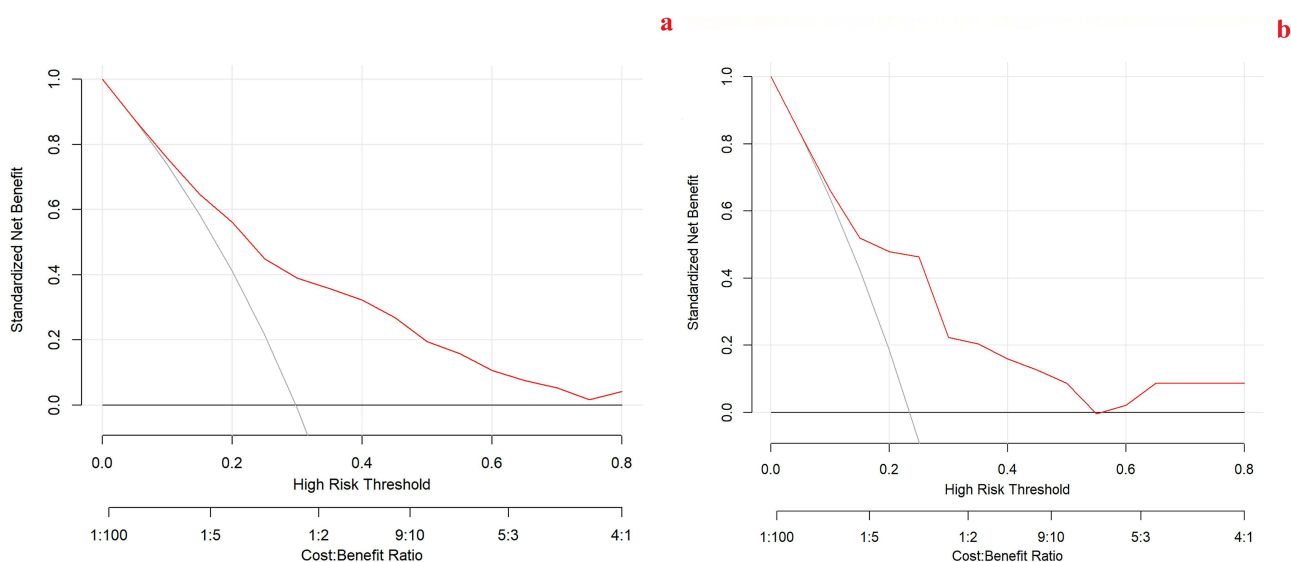 a
Standardized Net Benefit
1.0
0.8
0.6
0.4
0.2
0.0
0.0 0.2 0.4 0.6 0.8
High Risk Threshold
1:100 1:5 1:2 9:10 5:3 4:1
Cost:Benefit Ratio
b
Standardized Net Benefit
1.0
0.8
0.6
0.4
0.2
0.0
0.0 0.2 0.4 0.6 0.8
High Risk Threshold
1:100 1:5 1:2 9:10 5:3 4:1
Cost:Benefit Ratio